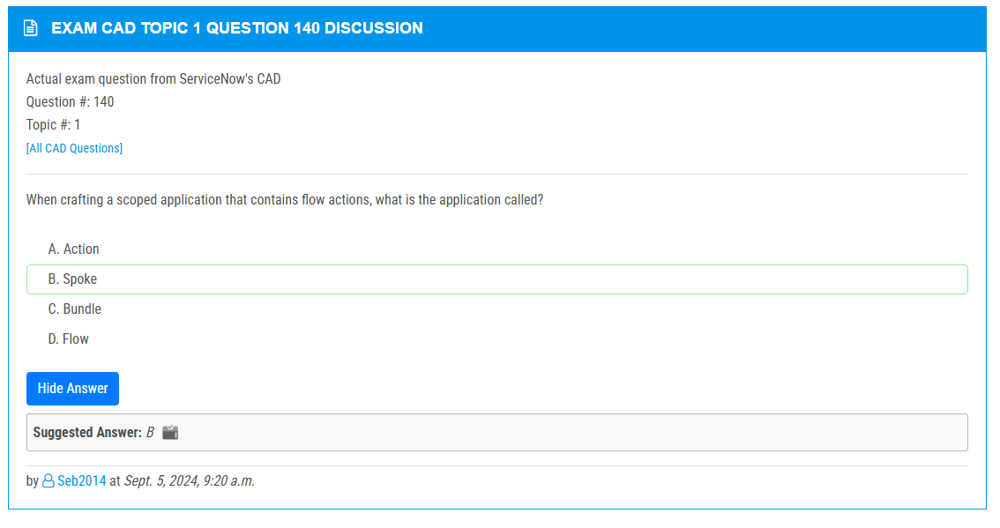 EXAM CAD TOPIC 1 QUESTION 140 DISCUSSION
Actual exam question from ServiceNow's CAD
Question #: 140
Topic #: 1
[All CAD Questions]
When crafting a scoped application that contains flow actions, what is the application called?
A. Action
B. Spoke
C. Bundle
D. Flow
Hide Answer
Suggested Answer: B
by Seb2014 at Sept. 5, 2024, 9:20 a.m.